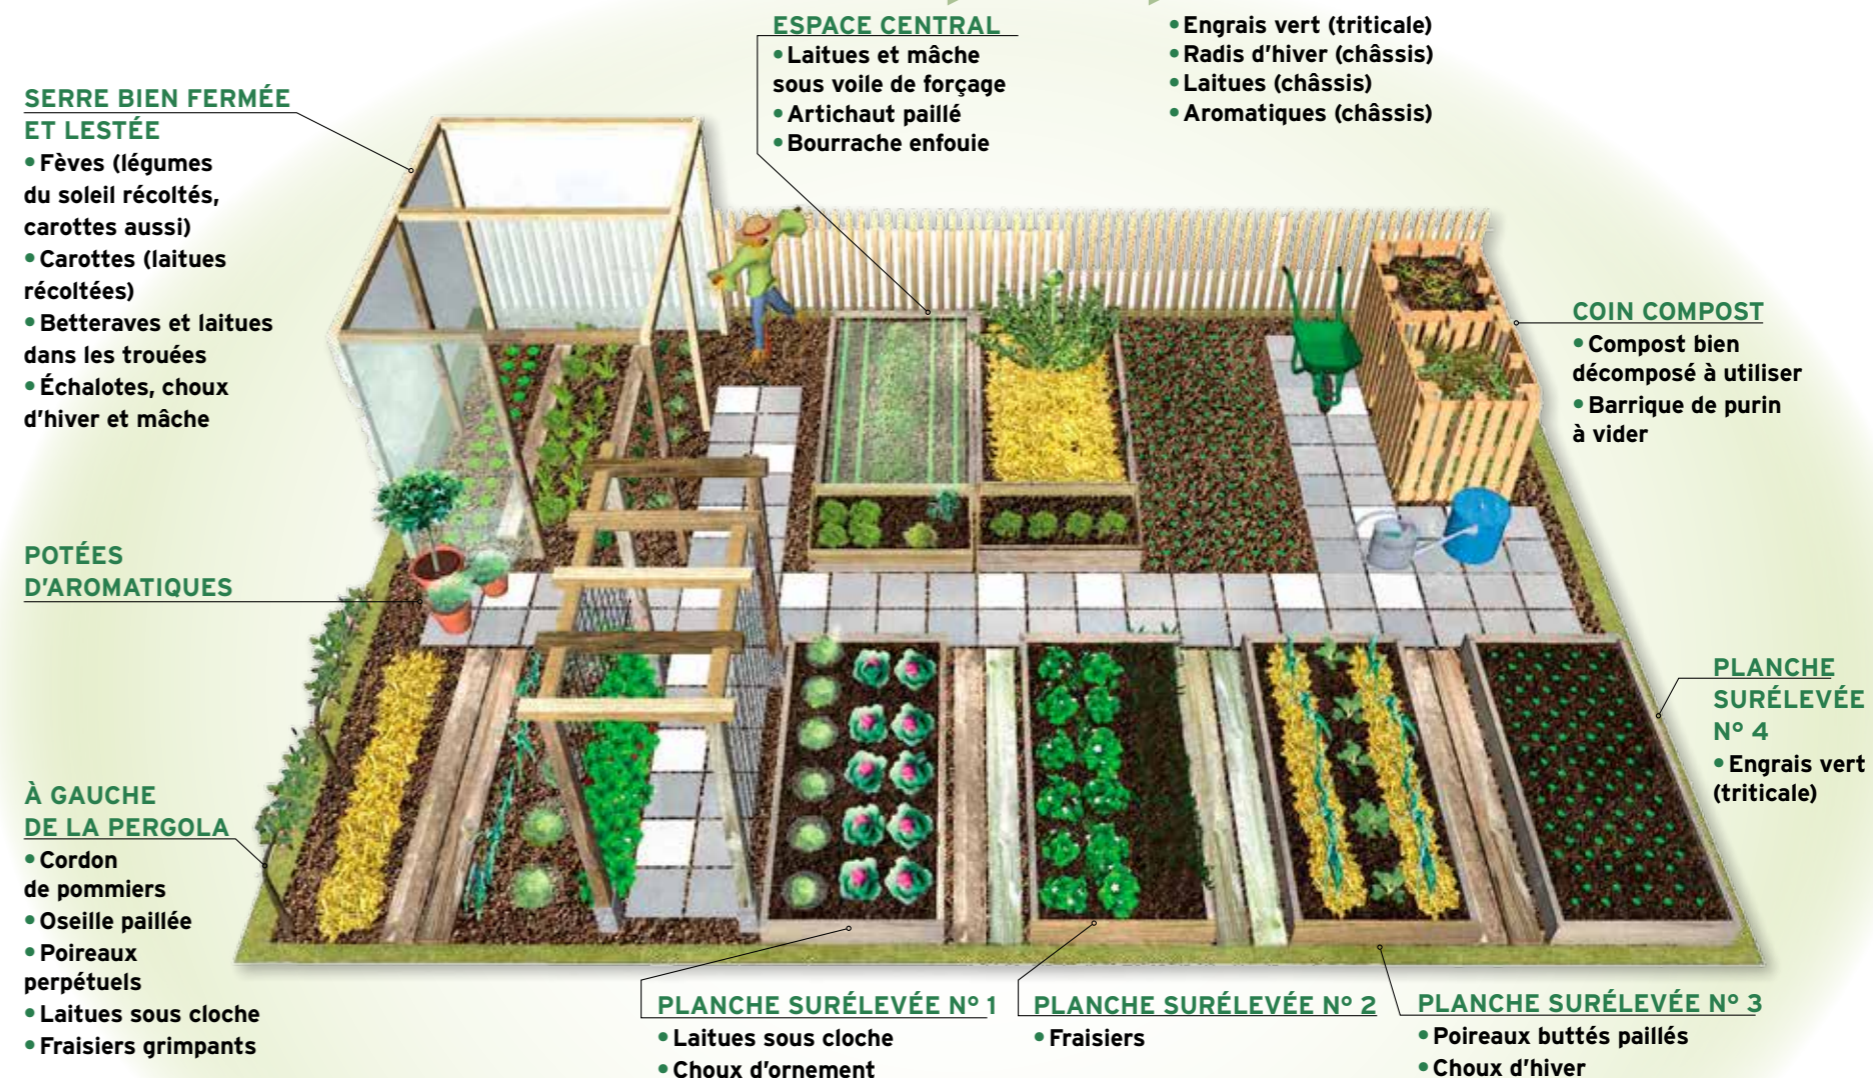 ESPACE CENTRAL
• Laitues et mâche
sous voile de forçage
• Artichaut paillé
• Bourrache enfouie
• Engrais vert (triticale)
• Radis d'hiver (châssis)
• Laitues (châssis)
• Aromatiques (châssis)
SERRE BIEN FERMÉE
ET LESTÉE
• Fèves (légumes
du soleil récoltés,
carottes aussi)
• Carottes (laitues
récoltées)
• Betteraves et laitues
dans les trouées
• Échalotes, choux
d'hiver et mâche
COIN COMPOST
• Compost bien
décomposé à utiliser
• Barrique de purin
à vider
POTÉES
D'AROMATIQUES
PLANCHE
SURÉLEVÉE
N° 4
• Engrais vert
(triticale)
À GAUCHE
DE LA PERGOLA
• Cordon
de pommiers
• Oseille paillée
• Poireaux
perpétuels
• Laitues sous cloche
• Fraisiers grimpants
PLANCHE SURÉLEVÉE N° 1
• Laitues sous cloche
• Choux d'ornement
PLANCHE SURÉLEVÉE N° 2
• Fraisiers
PLANCHE SURÉLEVÉE N° 3
• Poireaux buttés paillés
• Choux d'hiver